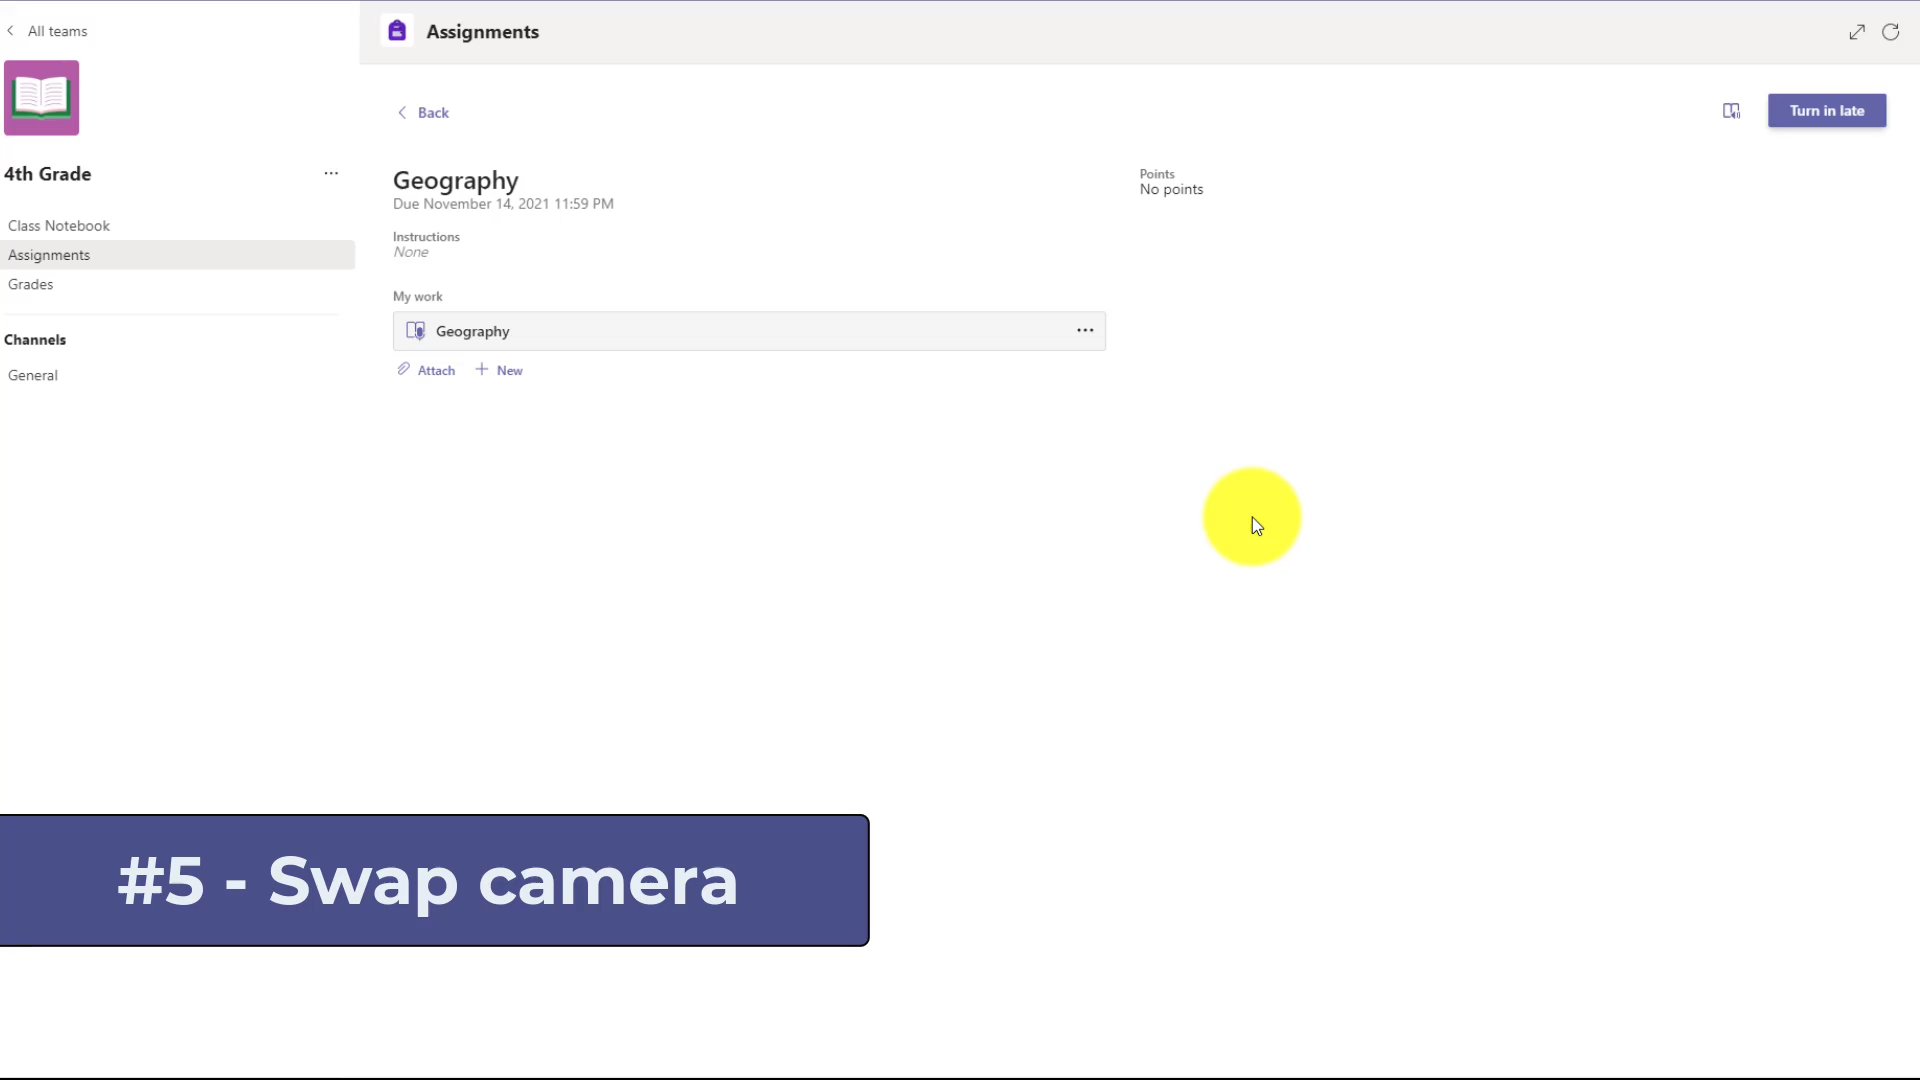 All teams
4th Grade
Class Notebook
Assignments
Grades
Channels
General
Assignments
Back
Turn in late
Geography
Due November 14, 2021 11:59 PM
Points
No points
Instructions
None
My work
Geography
Attach
New
#5 - Swap camera